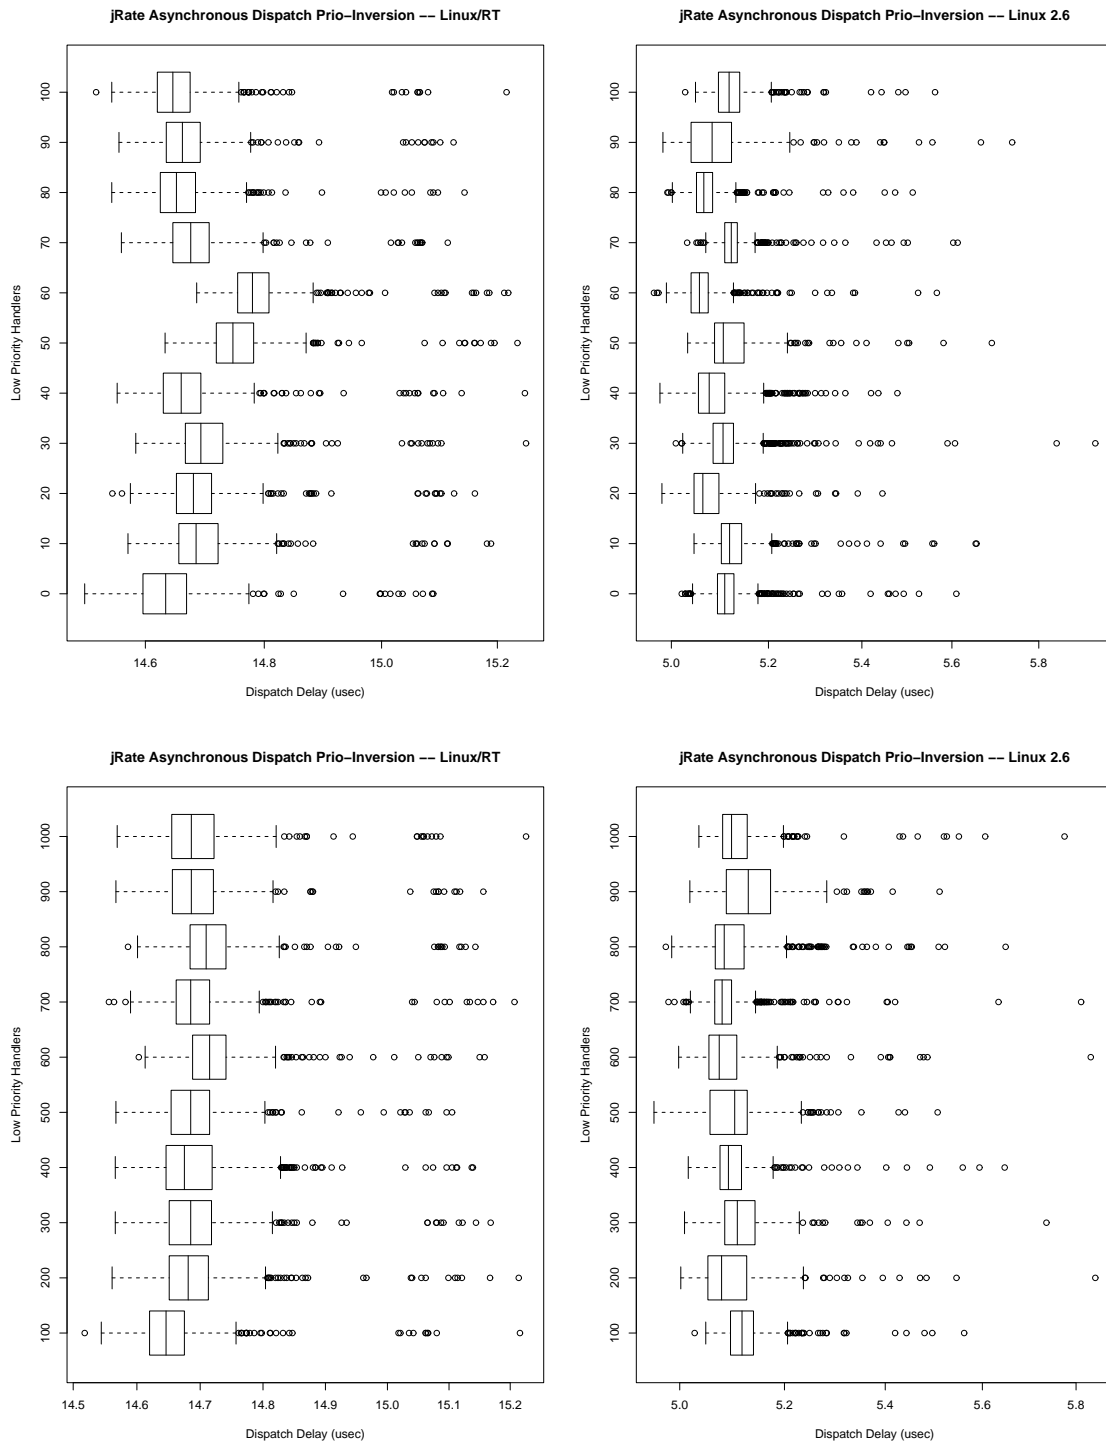 jRate Asynchronous Dispatch Prio−Inversion −− Linux/RT
100
90
80
70
60
50
40
30
20
10
0
Low Priority Handlers
14.6 14.8 15.0 15.2
Dispatch Delay (usec)
jRate Asynchronous Dispatch Prio−Inversion −− Linux 2.6
100
90
80
70
60
50
40
30
20
10
0
Low Priority Handlers
5.0 5.2 5.4 5.6 5.8
Dispatch Delay (usec)
jRate Asynchronous Dispatch Prio−Inversion −− Linux/RT
1000
900
800
700
600
500
400
300
200
100
Low Priority Handlers
14.5 14.6 14.7 14.8 14.9 15.0 15.1 15.2
Dispatch Delay (usec)
jRate Asynchronous Dispatch Prio−Inversion −− Linux 2.6
1000
900
800
700
600
500
400
300
200
100
Low Priority Handlers
5.0 5.2 5.4 5.6 5.8
Dispatch Delay (usec)